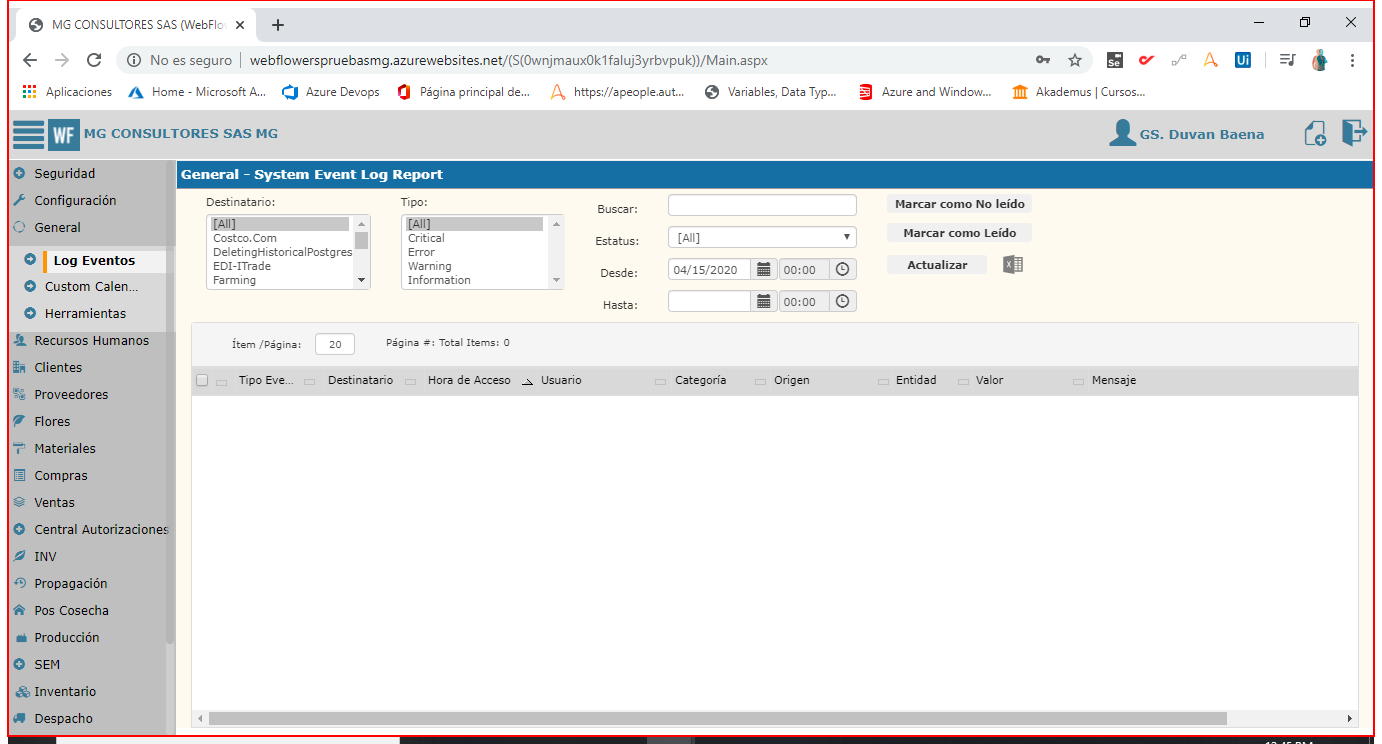 MG CONSULTORES SAS (WebFlo
No es seguro | webflowerspruebasmg.azurewebsites.net/(S(0wnjmaux0k1faluj3yrbvpuk))/Main.aspx
Se
Ui
Aplicaciones
Home - Microsoft A...
Azure Devops
Página principal de...
https://apeople.aut...
Variables, Data Typ...
Azure and Window...
Akademus | Cursos...
WF MG CONSULTORES SAS MG
GS. Duvan Baena
Seguridad
Configuración
General
Log Eventos
Custom Calen...
Herramientas
Recursos Humanos
Clientes
Proveedores
Flores
Materiales
Compras
Ventas
Central Autorizaciones
INV
Propagación
Pos Cosecha
Producción
SEM
Inventario
Despacho
General - System Event Log Report
Destinatario:
[All]
Costco.Com
DeletingHistoricalPostgres
EDI-ITrade
Farming
Tipo:
[All]
Critical
Error
Warning
Information
Buscar:
Estatus: [All]
Desde: 04/15/2020 00:00
Hasta: 00:00
Marcar como No leído
Marcar como Leído
Actualizar
Ítem /Página: 20 Página #: Total Items: 0
Tipo Eve... Destinatario Hora de Acceso Usuario Categoría Origen Entidad Valor Mensaje